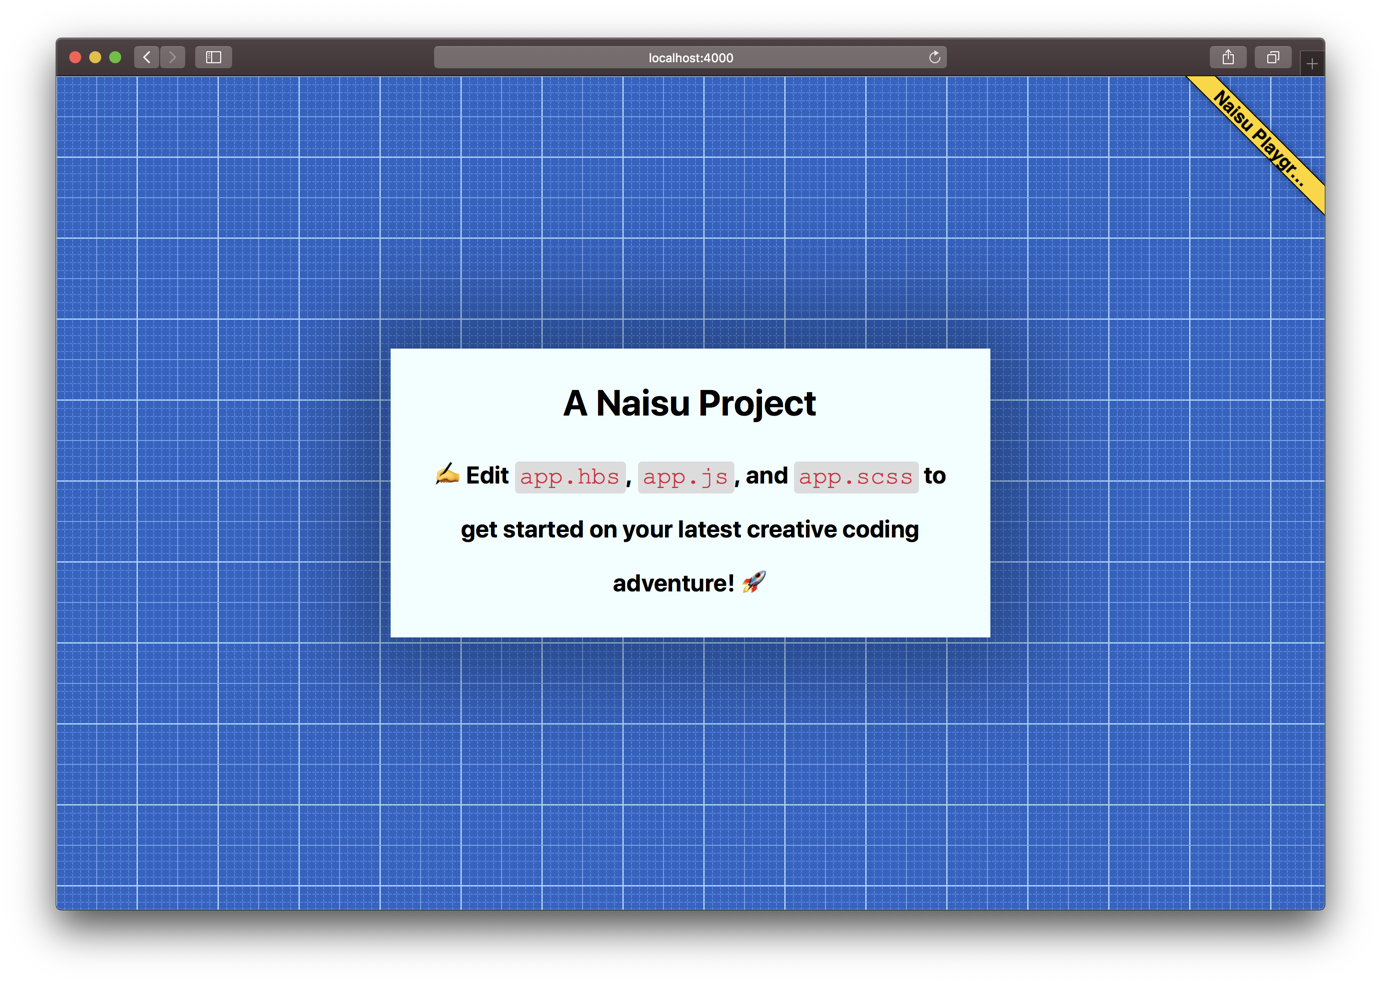 localhost:4000
Naisu Playgr...
A Naisu Project
✍️ Edit app.hbs, app.js, and app.scss to
get started on your latest creative coding
adventure! 🚀